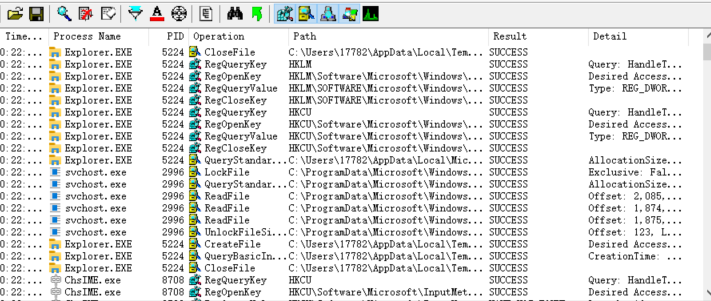 Time... Process Name PID Operation Path Result Detail
0:22:... Explorer.EXE 5224 CloseFile C:\Users\17782\AppData\Local\Tem... SUCCESS
0:22:... Explorer.EXE 5224 RegQueryKey HKLM SUCCESS Query: HandleT...
0:22:... Explorer.EXE 5224 RegOpenKey HKLM\Software\Microsoft\Windows\... SUCCESS Desired Access...
0:22:... Explorer.EXE 5224 RegQueryValue HKLM\SOFTWARE\Microsoft\Windows\... SUCCESS Type: REG_DWOR...
0:22:... Explorer.EXE 5224 RegCloseKey HKLM\SOFTWARE\Microsoft\Windows\... SUCCESS
0:22:... Explorer.EXE 5224 RegQueryKey HKCU SUCCESS Query: HandleT...
0:22:... Explorer.EXE 5224 RegOpenKey HKCU\Software\Microsoft\Windows\... SUCCESS Desired Access...
0:22:... Explorer.EXE 5224 RegQueryValue HKCU\Software\Microsoft\Windows\... SUCCESS Type: REG_DWOR...
0:22:... Explorer.EXE 5224 RegCloseKey HKCU\Software\Microsoft\Windows\... SUCCESS
0:22:... Explorer.EXE 5224 QueryStandar... C:\Users\17782\AppData\Local\Mic... SUCCESS AllocationSize...
0:22:... svchost.exe 2996 LockFile C:\ProgramData\Microsoft\Windows... SUCCESS Exclusive: Fal...
0:22:... svchost.exe 2996 QueryStandar... C:\ProgramData\Microsoft\Windows... SUCCESS AllocationSize...
0:22:... svchost.exe 2996 ReadFile C:\ProgramData\Microsoft\Windows... SUCCESS Offset: 2,085,...
0:22:... svchost.exe 2996 ReadFile C:\ProgramData\Microsoft\Windows... SUCCESS Offset: 1,874,...
0:22:... svchost.exe 2996 ReadFile C:\ProgramData\Microsoft\Windows... SUCCESS Offset: 1,875,...
0:22:... svchost.exe 2996 UnlockFileSi... C:\ProgramData\Microsoft\Windows... SUCCESS Offset: 123, L...
0:22:... Explorer.EXE 5224 CreateFile C:\Users\17782\AppData\Local\Tem... SUCCESS Desired Access...
0:22:... Explorer.EXE 5224 QueryBasicIn... C:\Users\17782\AppData\Local\Tem... SUCCESS CreationTime: ...
0:22:... Explorer.EXE 5224 CloseFile C:\Users\17782\AppData\Local\Tem... SUCCESS
0:22:... ChsIME.exe 8708 RegQueryKey HKCU SUCCESS Query: HandleT...
0:22:... ChsIME.exe 8708 RegOpenKey HKCU\Software\Microsoft\InputMet... SUCCESS Desired Access...